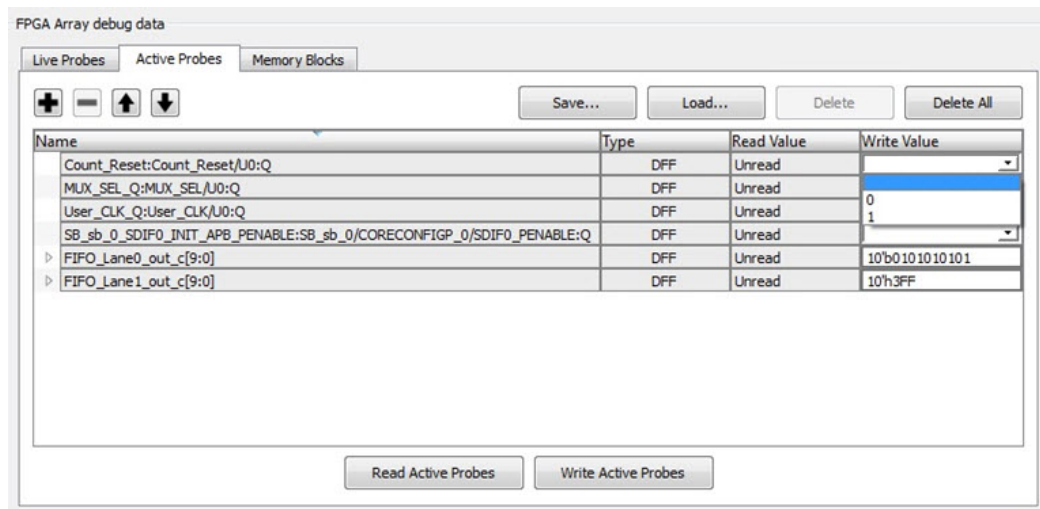 FPGA Array debug data
Live Probes Active Probes Memory Blocks
Save... Load... Delete Delete All
Name Type Read Value Write Value
Count_Reset:Count_Reset/U0:Q DFF Unread
MUX_SEL_Q:MUX_SEL/U0:Q DFF Unread
0
User_CLK_Q:User_CLK/U0:Q DFF Unread
1
SB_sb_0_SDIF0_INIT_APB_PENABLE:SB_sb_0/CORECONFIGP_0/SDIF0_PENABLE:Q DFF Unread
FIFO_Lane0_out_c[9:0] DFF Unread 10'b0101010101
FIFO_Lane1_out_c[9:0] DFF Unread 10'h3FF
Read Active Probes Write Active Probes